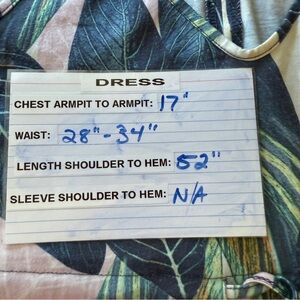 DRESS
CHEST ARMPIT TO ARMPIT: 17"
WAIST: 28"-34"
LENGTH SHOULDER TO HEM: 52"
SLEEVE SHOULDER TO HEM: N/A